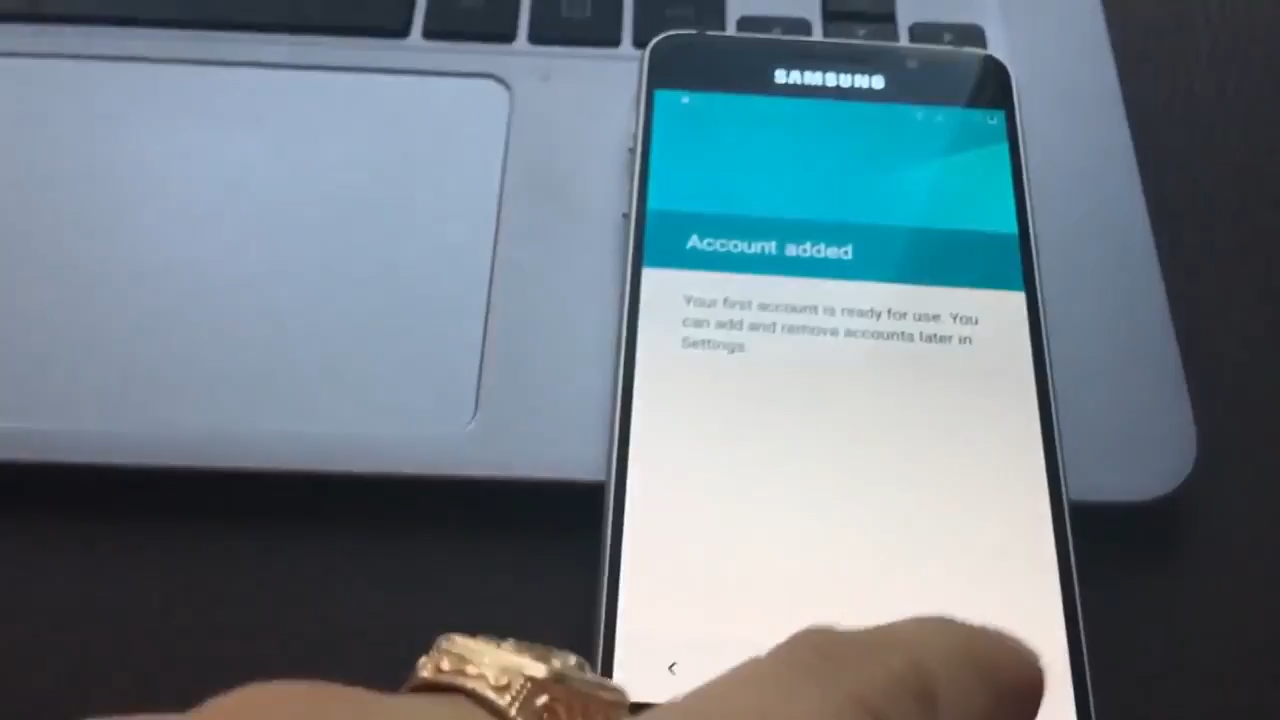 SAMSUNG
Account added
Your first account is ready for use. You
can add and remove accounts later in
Settings.